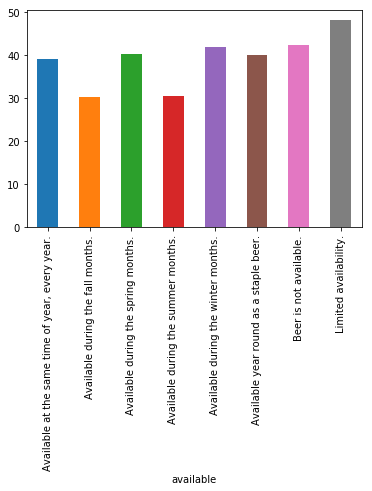 50
40
30
20
10
0
Available at the same time of year, every year.
Available during the fall months.
Available during the spring months.
Available during the summer months.
Available during the winter months.
Available year round as a staple beer.
Beer is not available.
Limited availability.
available